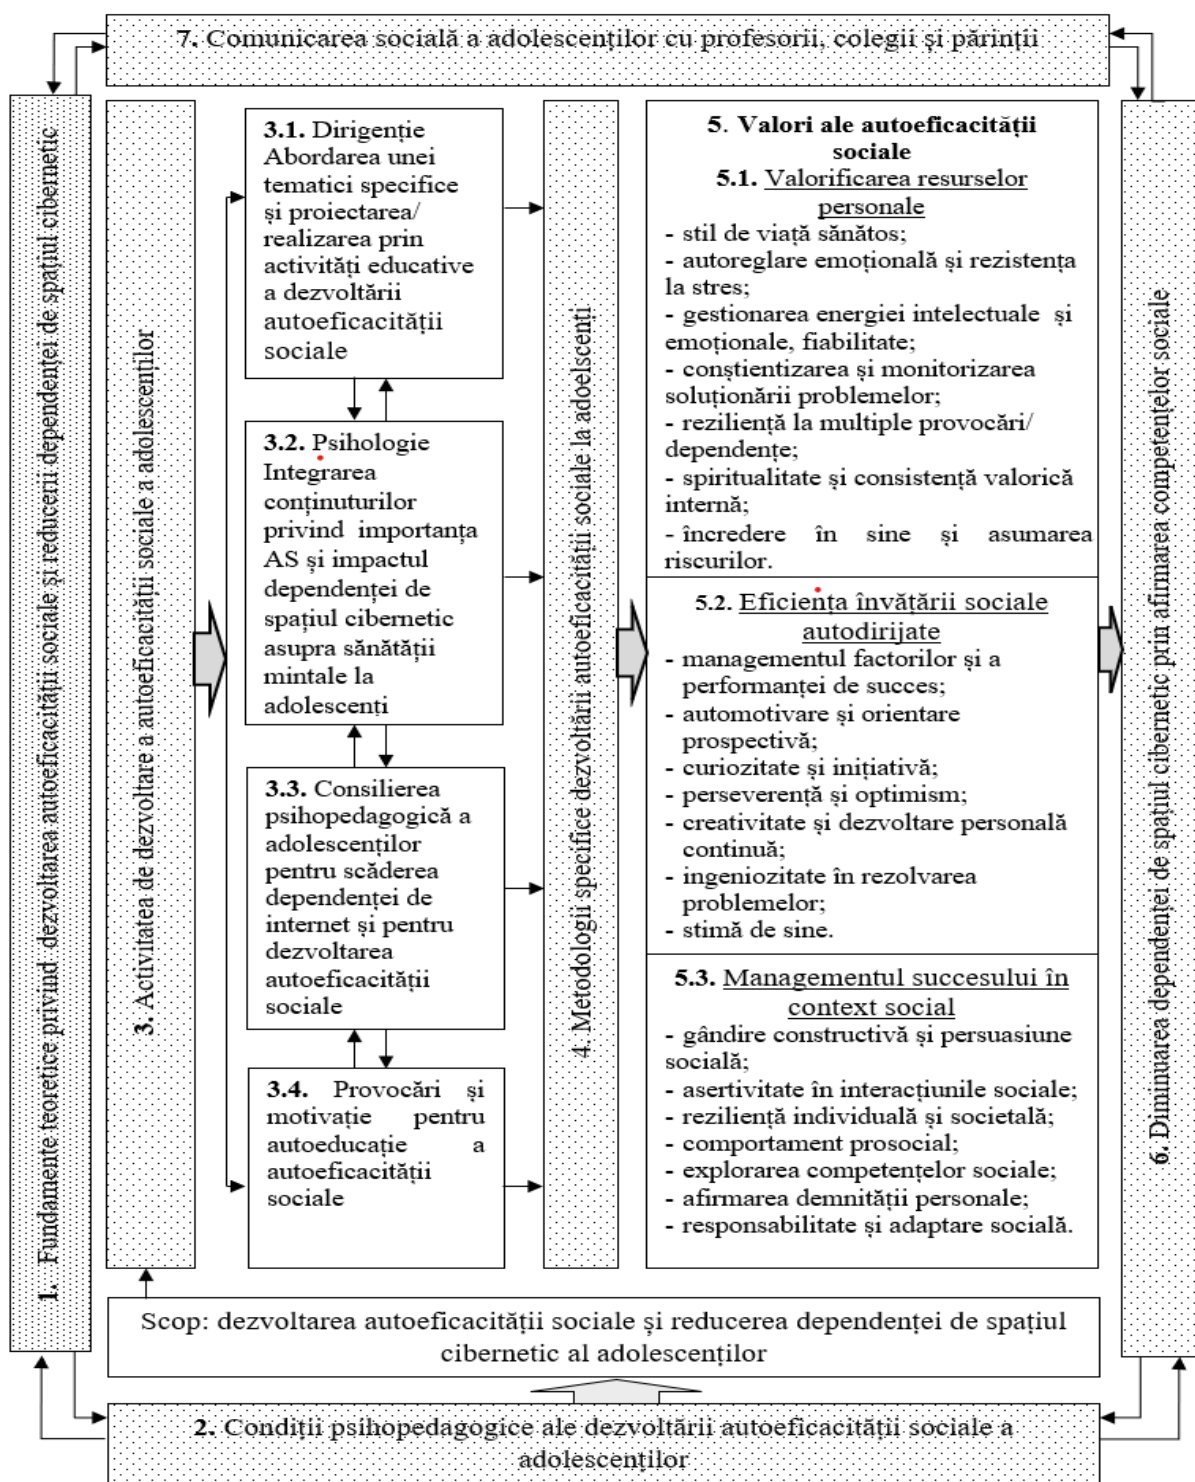 7. Comunicarea socială a adolescenților cu profesorii, colegii și părinții
1. Fundamente teoretice privind dezvoltarea autoeficacității sociale și reducerii dependenței de spațiul cibernetic
3. Activitatea de dezvoltare a autoeficacității sociale a adolescenților
3.1. Dirigenție
Abordarea unei
tematici specifice
și proiectarea/
realizarea prin
activități educative
a dezvoltării
autoeficacității
sociale
3.2. Psihologie
Integrarea
conținuturilor
privind importanța
AS și impactul
dependenței de
spațiul cibernetic
asupra sănătății
mintale la
adolescenți
3.3. Consilierea
psihopedagogică a
adolescenților
pentru scăderea
dependenței de
internet și pentru
dezvoltarea
autoeficacității
sociale
3.4. Provocări și
motivație pentru
autoeducație a
autoeficacității
sociale
4. Metodologii specifice dezvoltării autoeficacității sociale la adoelscenti
5. Valori ale autoeficacității
sociale
5.1. Valorificarea resurselor
personale
- stil de viață sănătos;
- autoreglare emoțională și rezistența
la stres;
- gestionarea energiei intelectuale și
emoționale, fiabilitate;
- conștientizarea și monitorizarea
soluționării problemelor;
- reziliență la multiple provocări/
dependențe;
- spiritualitate și consistență valorică
internă;
- încredere în sine și asumarea
riscurilor.
5.2. Eficiența învățării sociale
autodirijate
- managementul factorilor și a
performanței de succes;
- automotivare și orientare
prospectivă;
- curiozitate și inițiativă;
- perseverență și optimism;
- creativitate și dezvoltare personală
continuă;
- ingeniozitate în rezolvarea
problemelor;
- stimă de sine.
5.3. Managementul succesului în
context social
- gândire constructivă și persuasiune
socială;
- asertivitate în interacțiunile sociale;
- reziliență individuală și societală;
- comportament prosocial;
- explorarea competențelor sociale;
- afirmarea demnității personale;
- responsabilitate și adaptare socială.
6. Diminuarea dependenței de spațiul cibernetic prin afirmarea competențelor sociale
Scop: dezvoltarea autoeficacității sociale și reducerea dependenței de spațiul
cibernetic al adolescenților
2. Condiții psihopedagogice ale dezvoltării autoeficacității sociale a
adolescenților